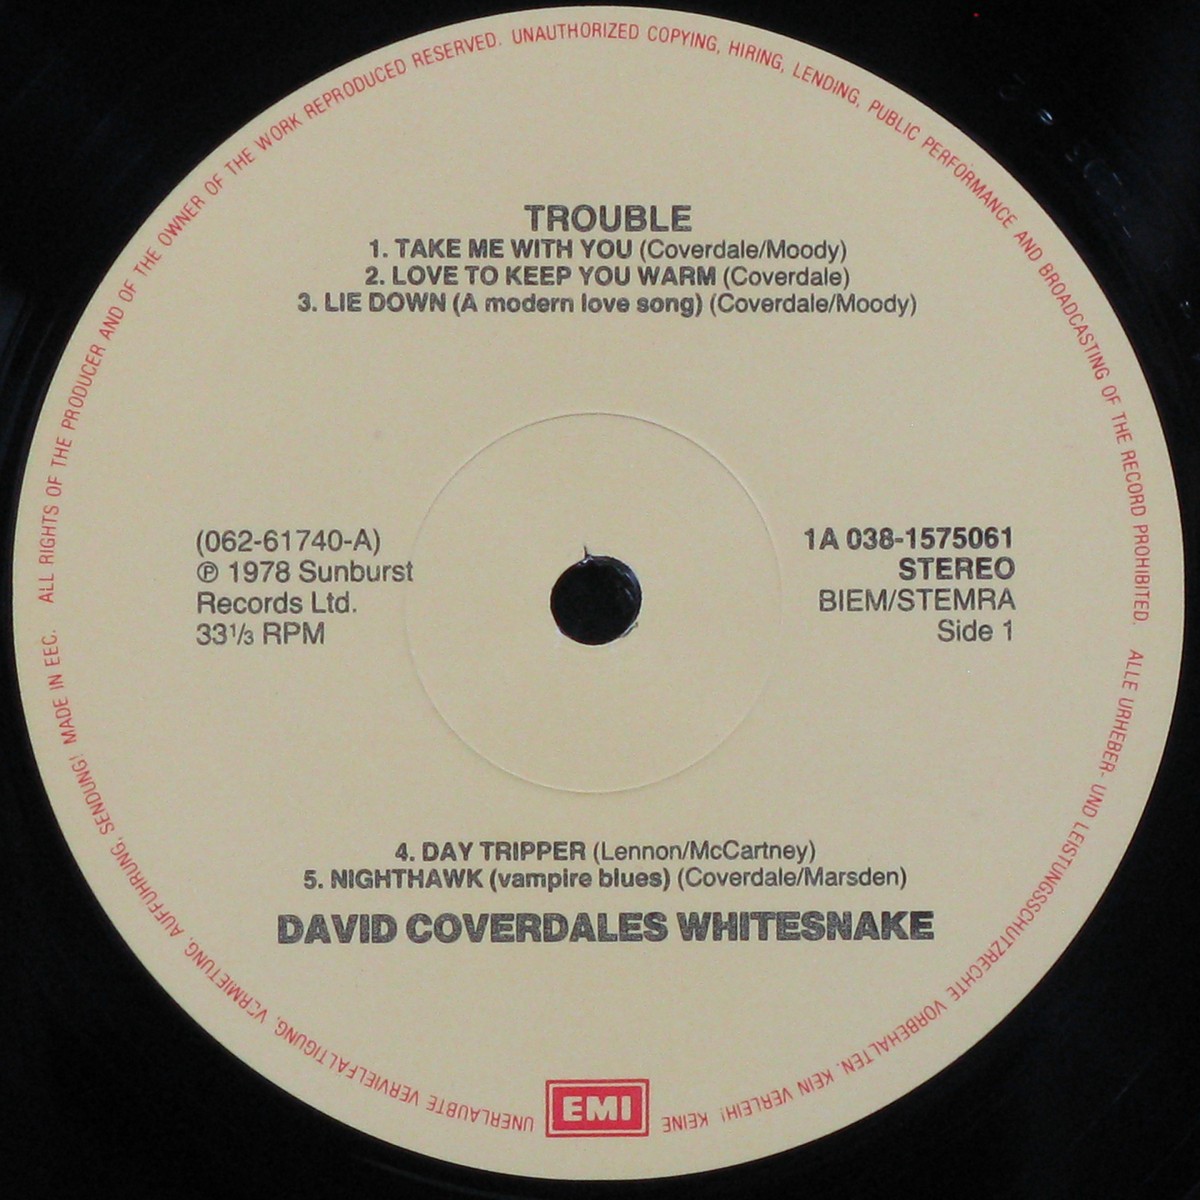 TROUBLE
1. TAKE ME WITH YOU (Coverdale/Moody)
2. LOVE TO KEEP YOU WARM (Coverdale)
3. LIE DOWN (A modern love song) (Coverdale/Moody)
(062-61740-A)
℗ 1978 Sunburst
Records Ltd.
33⅓ RPM
1A 038-1575061
STEREO
BIEM/STEMRA
Side 1
4. DAY TRIPPER (Lennon/McCartney)
5. NIGHTHAWK (vampire blues) (Coverdale/Marsden)
DAVID COVERDALES WHITESNAKE
EMI
ALL RIGHTS OF THE PRODUCER AND OF THE OWNER OF THE WORK REPRODUCED RESERVED. UNAUTHORIZED COPYING, HIRING, LENDING, PUBLIC PERFORMANCE AND BROADCASTING OF THE RECORD PROHIBITED. ALLE URHEBER- UND LEISTUNGSSCHUTZRECHTE VORBEHALTEN. KEIN VERLEIH! KEINE UNERLAUBTE VERVIELFÄLTIGUNG, VERMIETUNG, AUFFÜHRUNG, SENDUNG! MADE IN EEC.